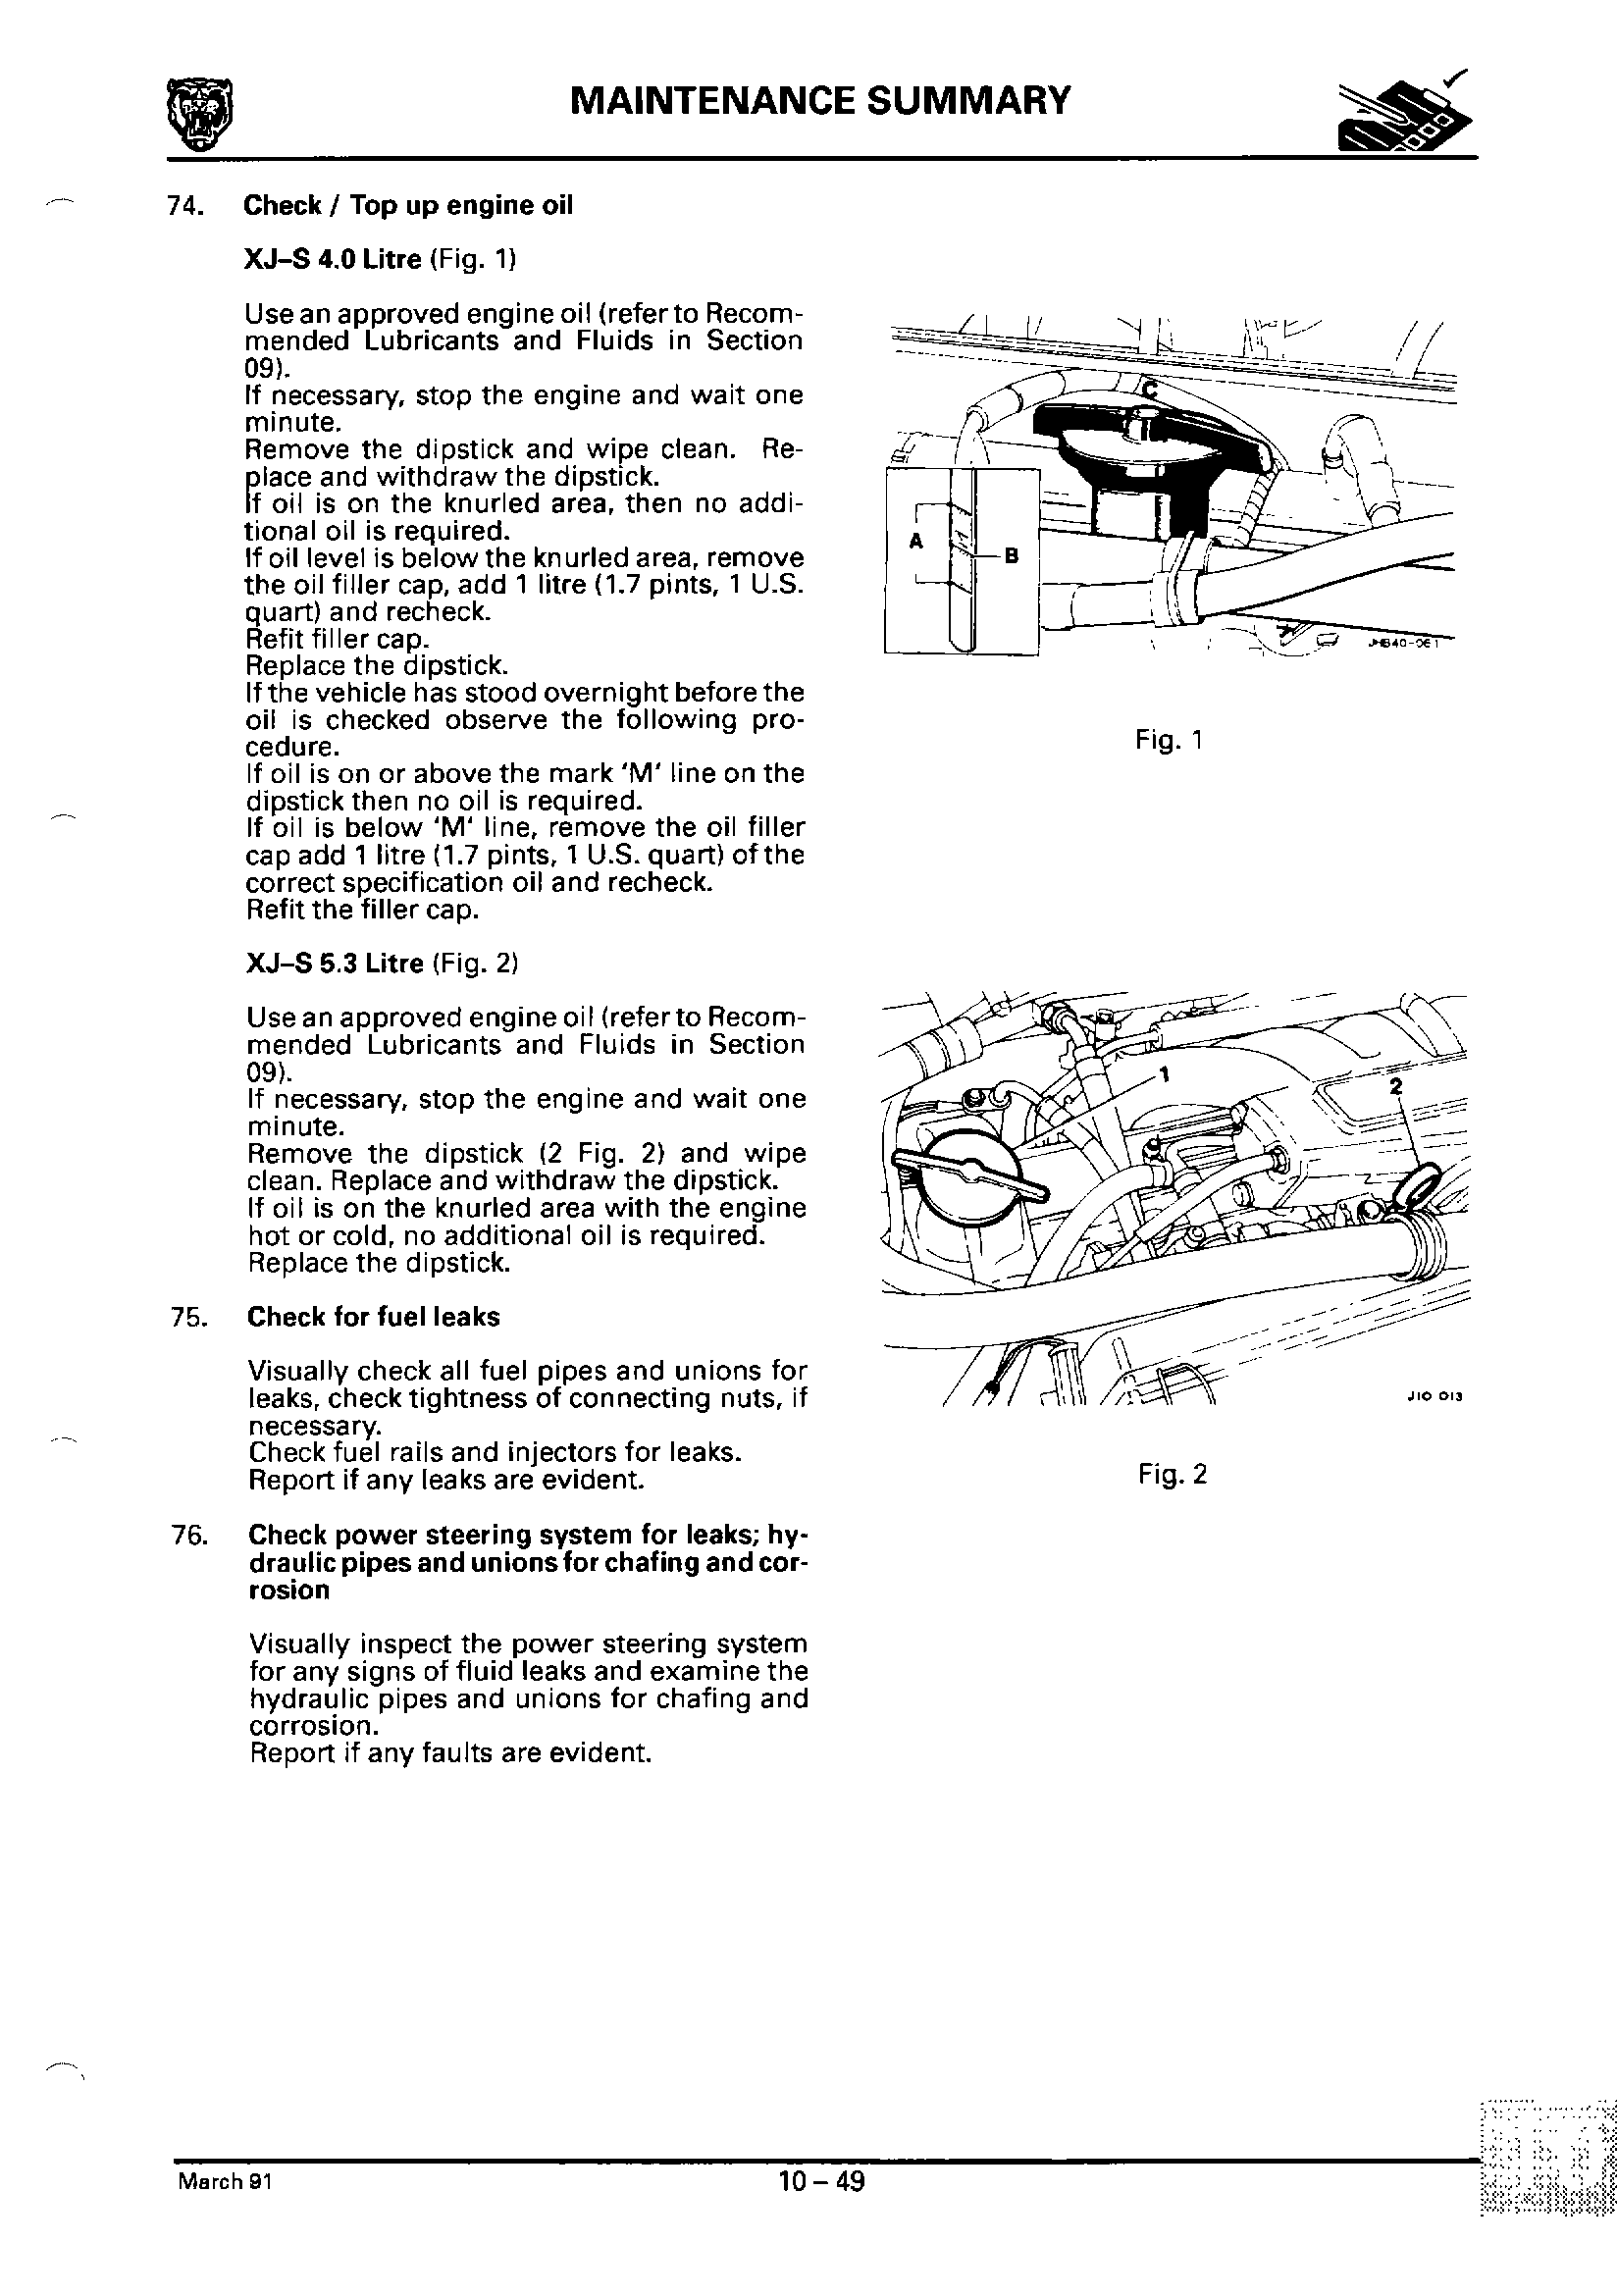 MAINTENANCE SUMMARY
74. Check / Top up engine oil
XJ–S 4.0 Litre (Fig. 1)
Use an approved engine oil (refer to Recom-
mended Lubricants and Fluids in Section
09).
If necessary, stop the engine and wait one
minute.
Remove the dipstick and wipe clean. Re-
place and withdraw the dipstick.
If oil is on the knurled area, then no addi-
tional oil is required.
If oil level is below the knurled area, remove
the oil filler cap, add 1 litre (1.7 pints, 1 U.S.
quart) and recheck.
Refit filler cap.
Replace the dipstick.
If the vehicle has stood overnight before the
oil is checked observe the following pro-
cedure.
If oil is on or above the mark 'M' line on the
dipstick then no oil is required.
If oil is below 'M' line, remove the oil filler
cap add 1 litre (1.7 pints, 1 U.S. quart) of the
correct specification oil and recheck.
Refit the filler cap.
XJ–S 5.3 Litre (Fig. 2)
Use an approved engine oil (refer to Recom-
mended Lubricants and Fluids in Section
09).
If necessary, stop the engine and wait one
minute.
Remove the dipstick (2 Fig. 2) and wipe
clean. Replace and withdraw the dipstick.
If oil is on the knurled area with the engine
hot or cold, no additional oil is required.
Replace the dipstick.
75. Check for fuel leaks
Visually check all fuel pipes and unions for
leaks, check tightness of connecting nuts, if
necessary.
Check fuel rails and injectors for leaks.
Report if any leaks are evident.
76. Check power steering system for leaks; hy-
draulic pipes and unions for chafing and cor-
rosion
Visually inspect the power steering system
for any signs of fluid leaks and examine the
hydraulic pipes and unions for chafing and
corrosion.
Report if any faults are evident.
C
A
B
Fig. 1
1
2
J10 013
Fig. 2
March 91
10 – 49